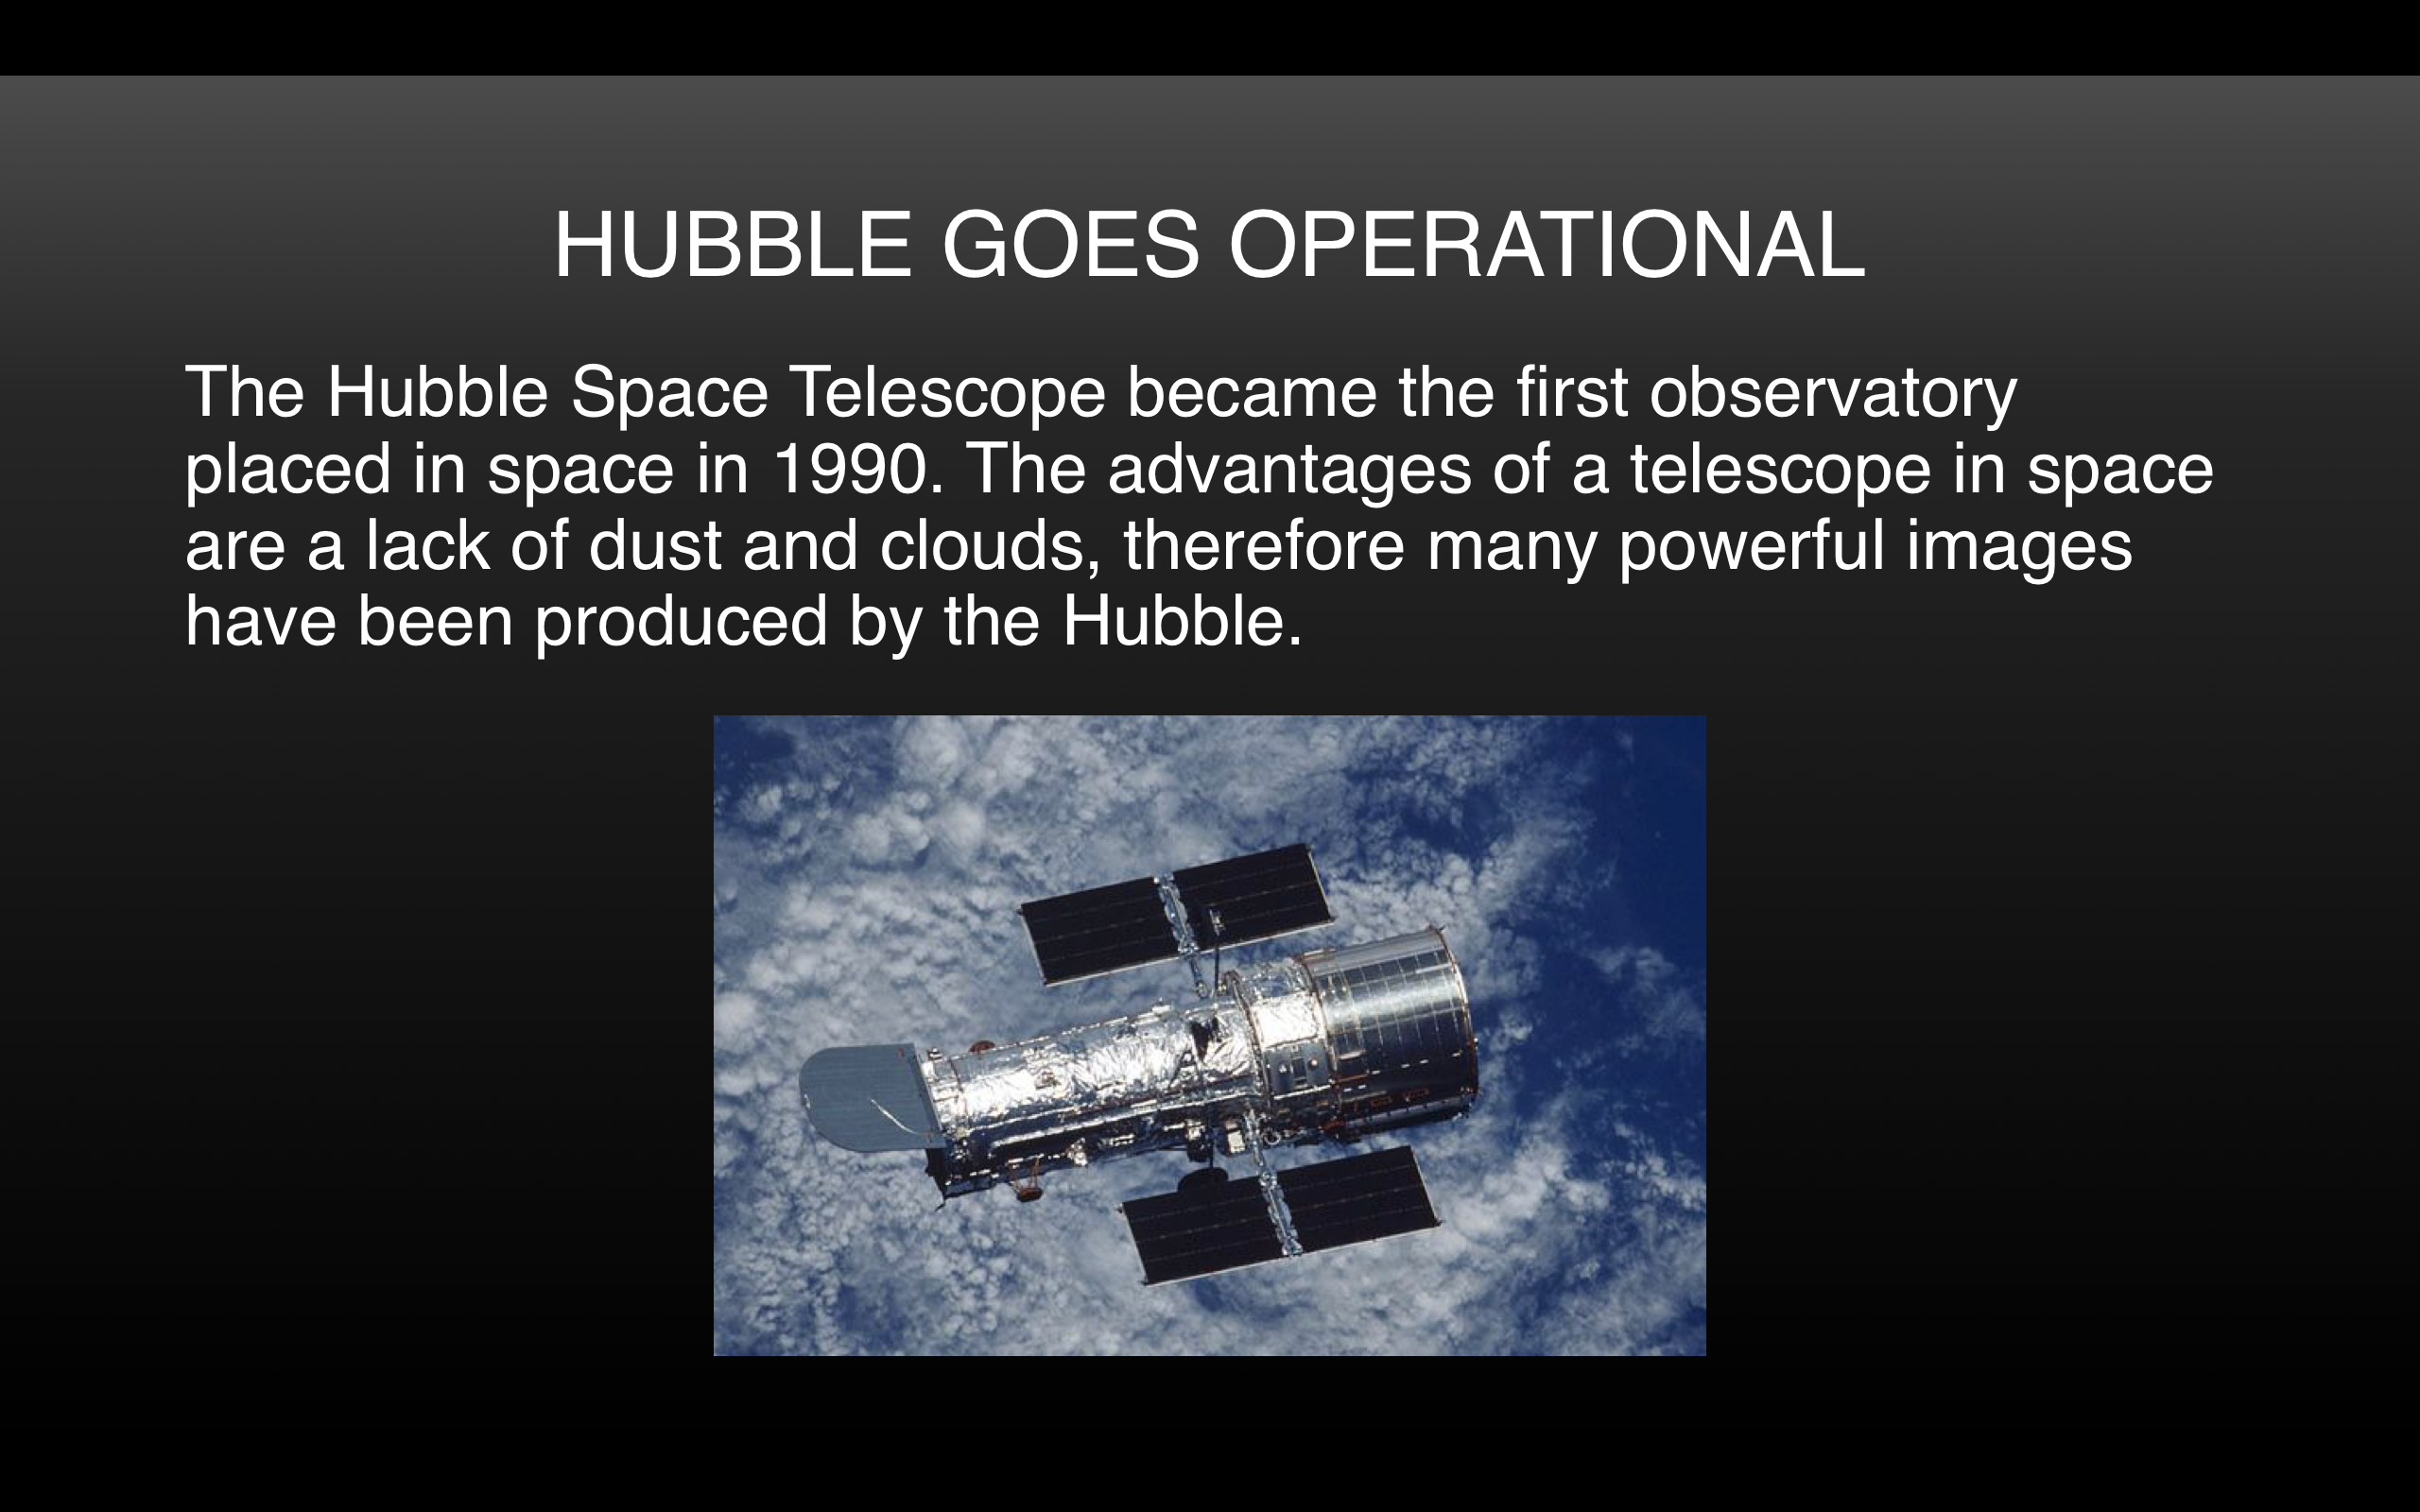 HUBBLE GOES OPERATIONAL
The Hubble Space Telescope became the first observatory
placed in space in 1990. The advantages of a telescope in space
are a lack of dust and clouds, therefore many powerful images
have been produced by the Hubble.